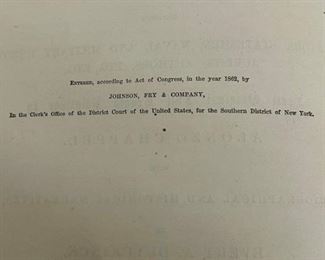 Entered, according to Act of Congress, in the year 1862, by
JOHNSON, FRY & COMPANY,
In the Clerk's Office of the District Court of the United States, for the Southern District of New York.